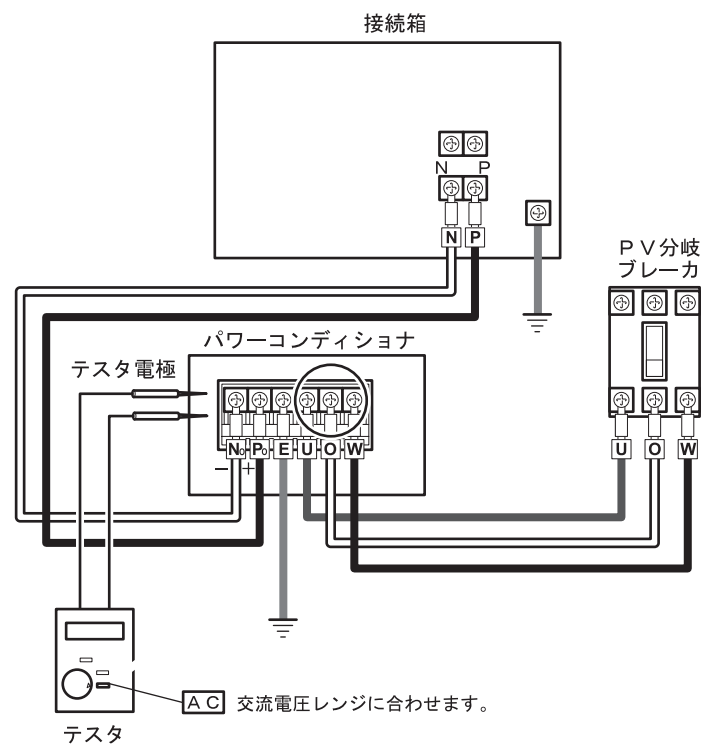 接続箱
N P
N P
PV分岐
ブレーカ
パワーコンディショナ
テスタ電極
N₀ P₀ E U O W
− +
U O W
AC 交流電圧レンジに合わせます。
テスタ